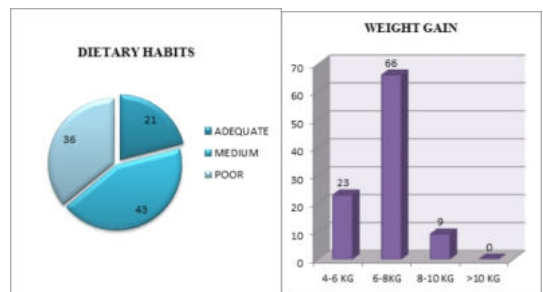 DIETARY HABITS
21
43
36
ADEQUATE
MEDIUM
POOR
WEIGHT GAIN
70
60
50
40
30
20
10
0
23
66
9
0
4-6 KG
6-8KG
8-10 KG
>10 KG